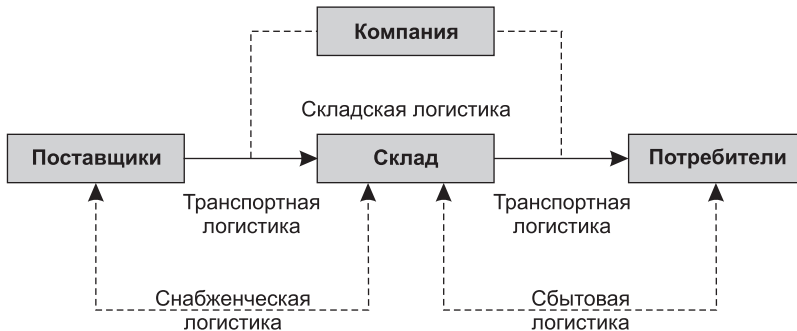 Компания
Складская логистика
Поставщики
Склад
Потребители
Транспортная
логистика
Транспортная
логистика
Снабженческая
логистика
Сбытовая
логистика